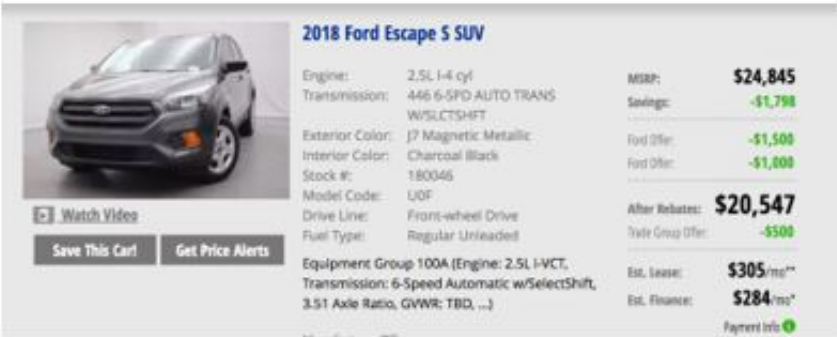 2018 Ford Escape S SUV
Engine: 2.5L I-4 cyl
Transmission: 446 6-SPD AUTO TRANS
W/SLCTSHFT
Exterior Color: J7 Magnetic Metallic
Interior Color: Charcoal Black
Stock #: 180046
Model Code: U0F
Drive Line: Front-wheel Drive
Fuel Type: Regular Unleaded
Equipment Group 100A (Engine: 2.5L I-VCT,
Transmission: 6-Speed Automatic w/SelectShift,
3.51 Axle Ratio, GVWR: TBD, ...)
Watch Video
Save This Car!
Get Price Alerts
MSRP: $24,845
Savings: -$1,798
Ford Offer: -$1,500
Ford Offer: -$1,000
After Rebates: $20,547
Trade Group Offer: -$500
Est. Lease: $305/mo**
Est. Finance: $284/mo*
Payment Info